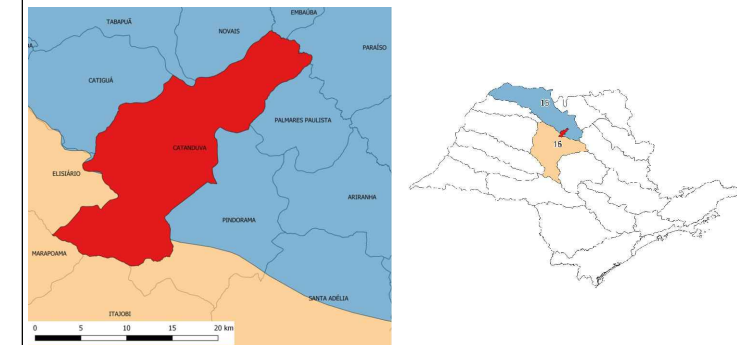 EMBAÚBA
TABAPUÃ
NOVAIS
PARAÍSO
CATIGUÁ
PALMARES PAULISTA
CATANDUVA
ELISIÁRIO
ARIRANHA
PINDORAMA
MARAPOAMA
SANTA ADÉLIA
ITAJOBI
0 5 10 15 20 km
15
16